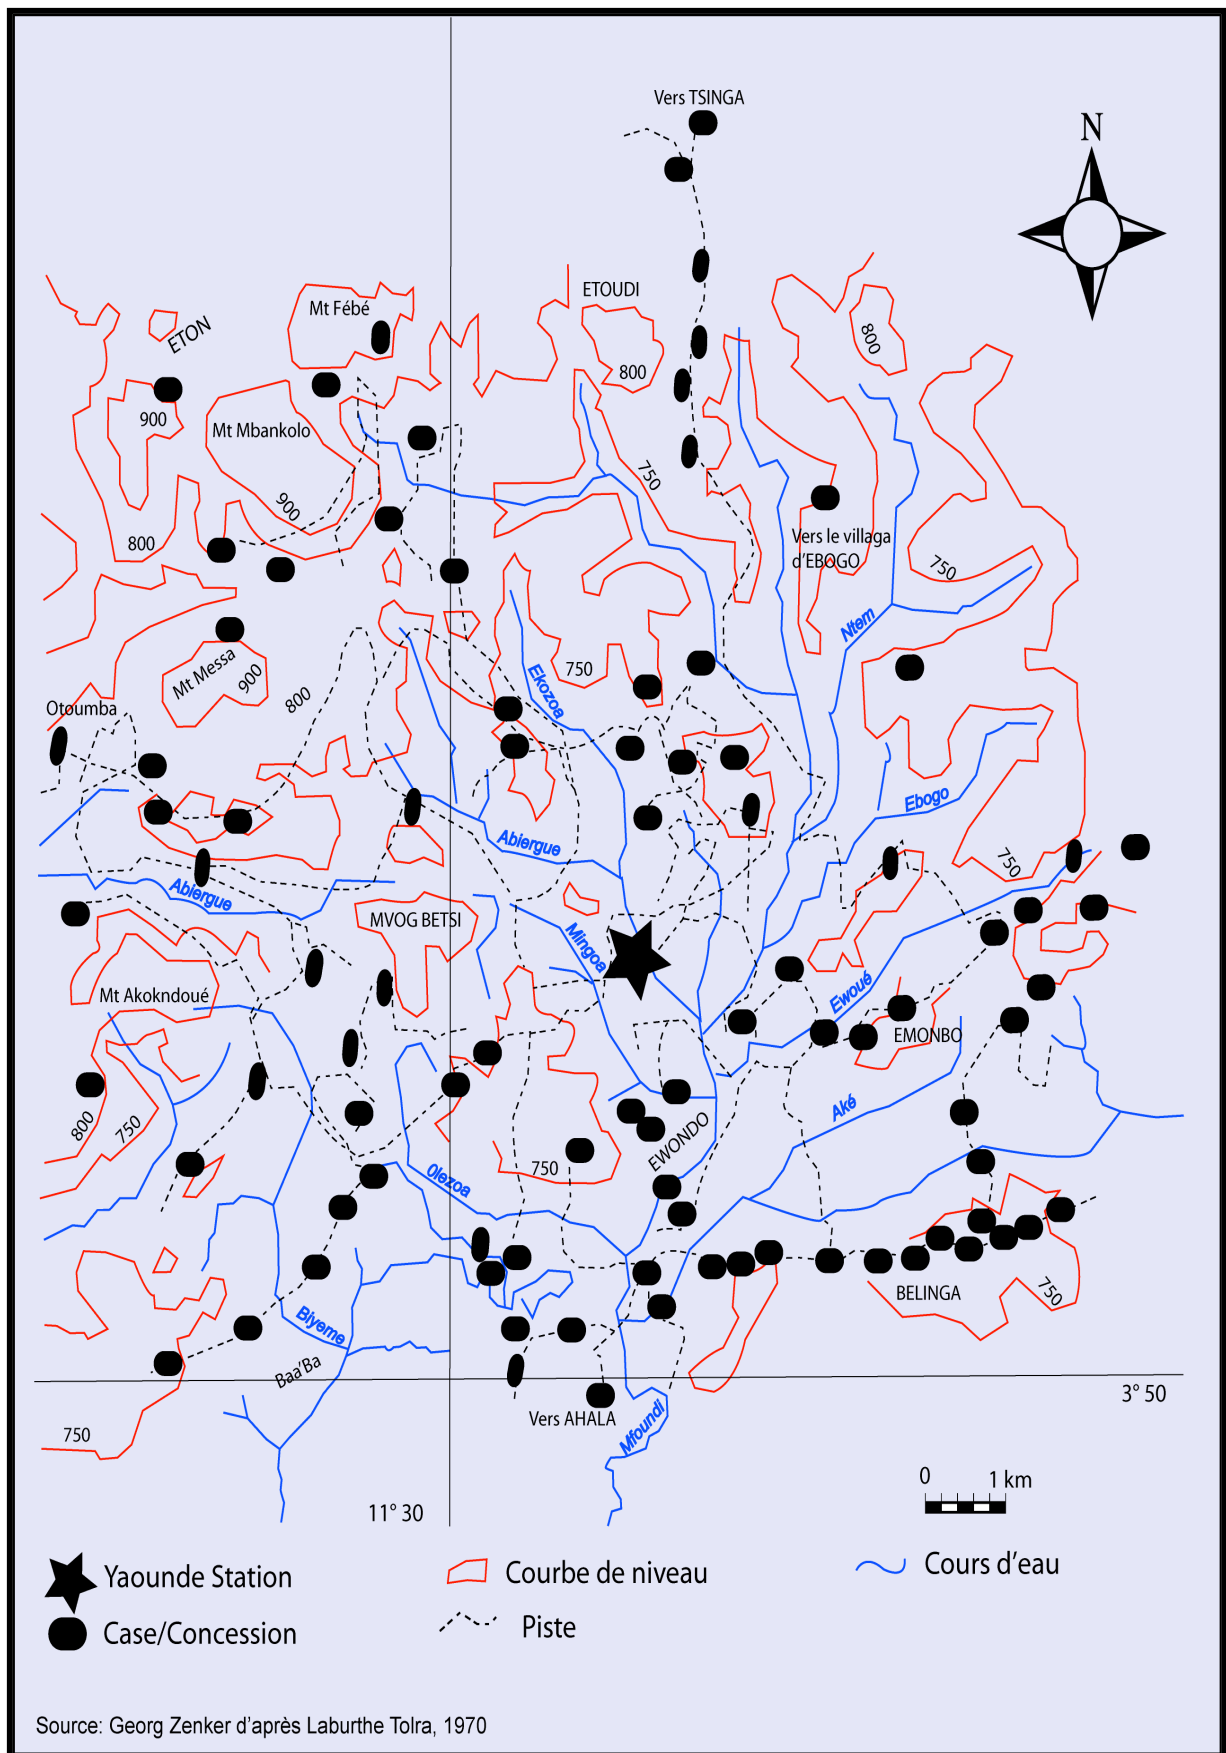 Vers TSINGA
N
ETOUDI
Mt Fébé
ETON
800
800
900
Mt Mbankolo
750
900
Vers le villaga
d'EBOGO
800
750
Ntem
Mt Messa
900
750
Ekozoa
800
Otoumba
Ebogo
Abiergue
750
Abiergue
MVOG BETSI
Mingoa
Mt Akokndoué
Ewoué
EMONBO
800
750
Aké
EWONDO
750
Olezoa
BELINGA
750
Biyeme
Baa'Ba
3° 50
Vers AHALA
Mfoundi
750
0 1 km
11° 30
Yaounde Station
Courbe de niveau
Cours d'eau
Case/Concession
Piste
Source: Georg Zenker d'après Laburthe Tolra, 1970